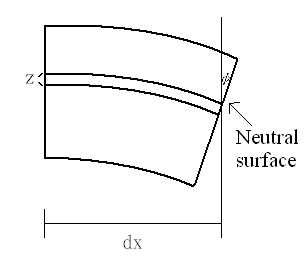 z
ϕ
Neutral
surface
dx